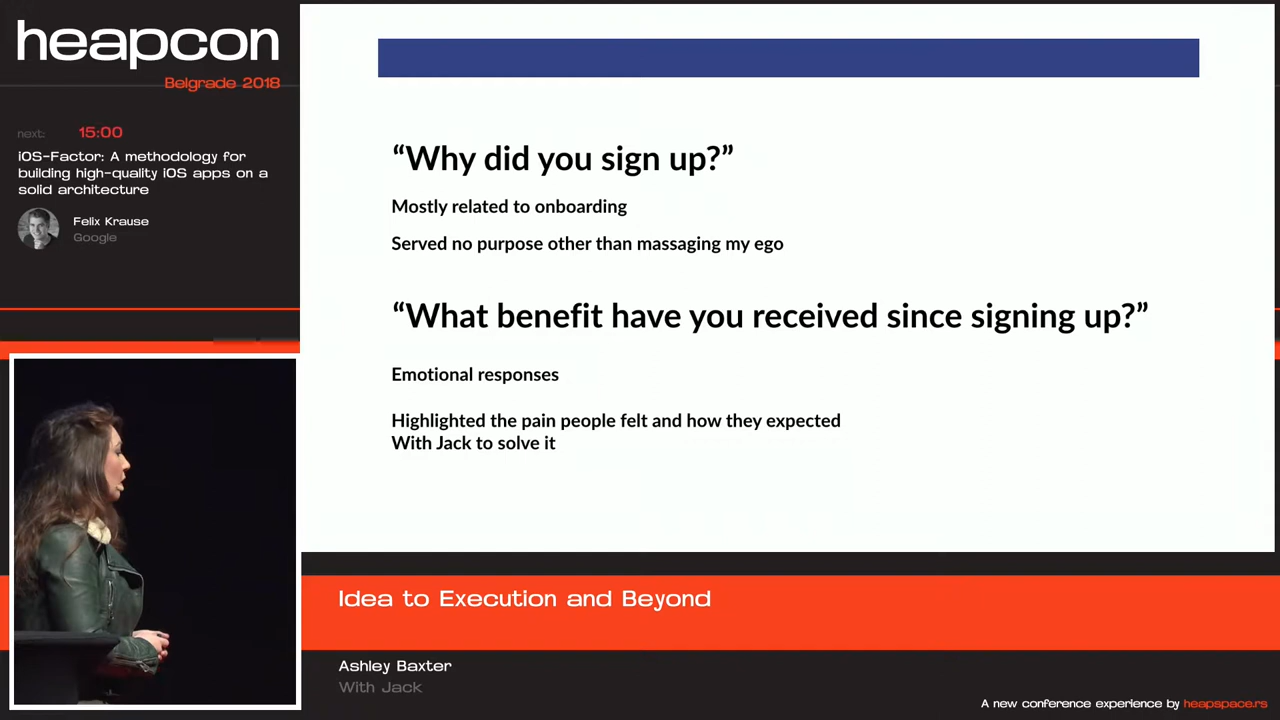 heapcon
Belgrade 2018
next: 15:00
iOS-Factor: A methodology for
building high-quality iOS apps on a
solid architecture
Felix Krause
Google
“Why did you sign up?”
Mostly related to onboarding
Served no purpose other than massaging my ego
“What benefit have you received since signing up?”
Emotional responses
Highlighted the pain people felt and how they expected
With Jack to solve it
Idea to Execution and Beyond
Ashley Baxter
With Jack
A new conference experience by heapspace.rs